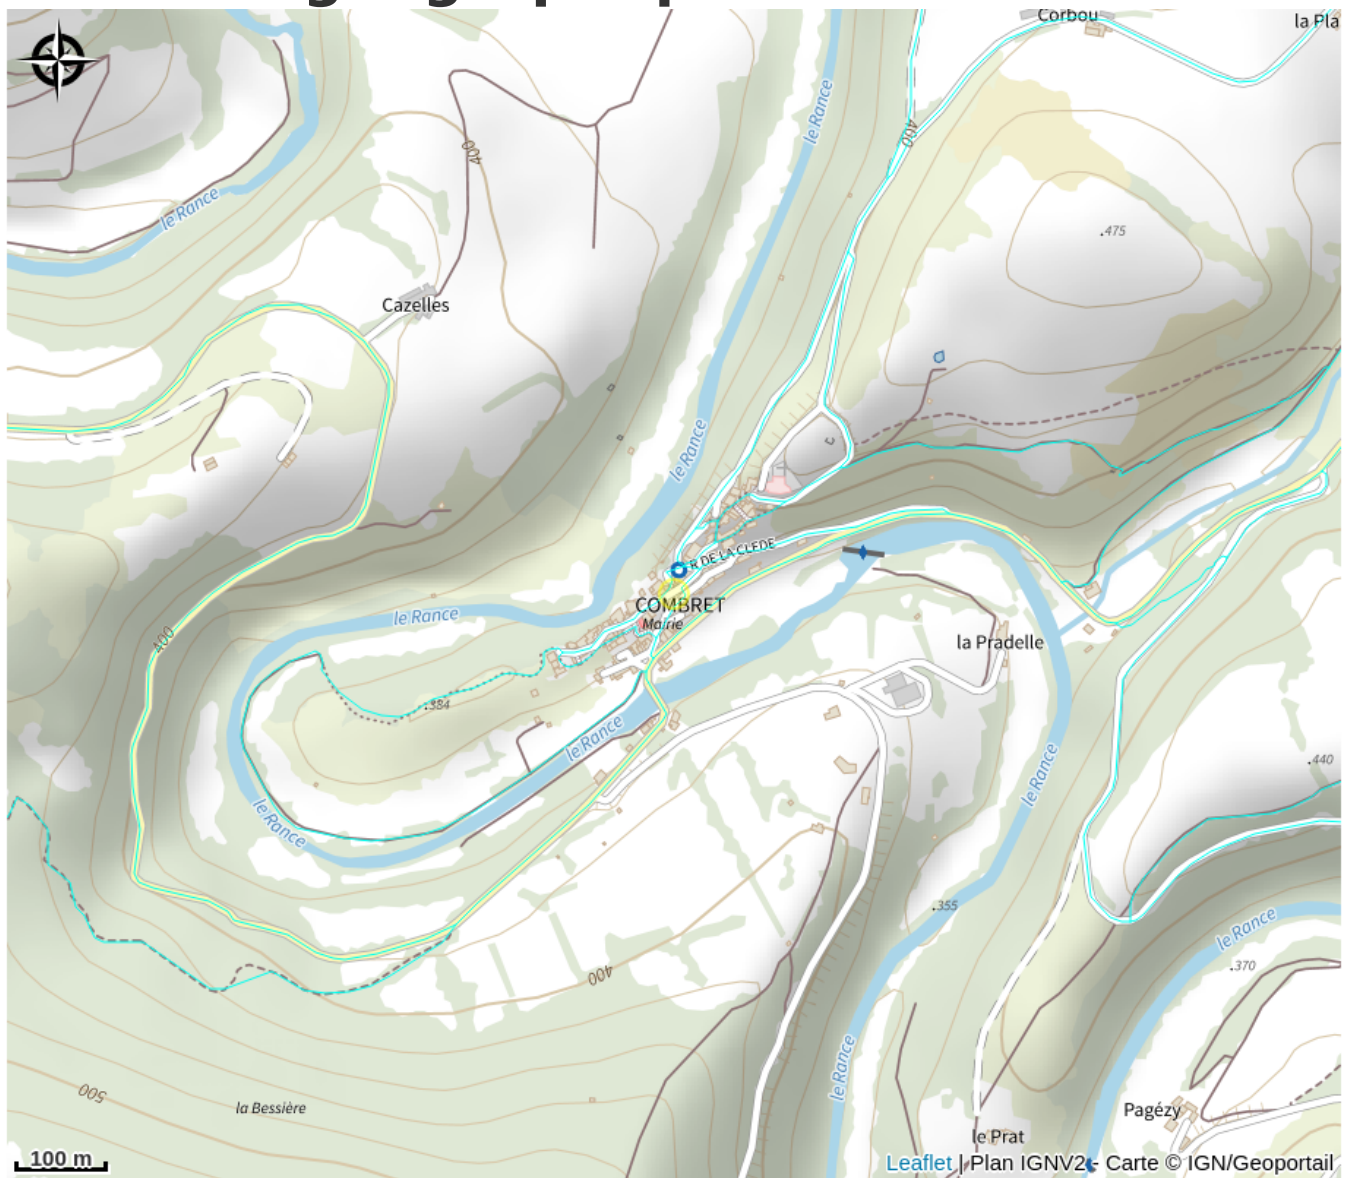 Corbou
la Pla
le Rance
400
400
le Rance
.475
Cazelles
le Rance
R DE LA CLEDE
COMBRET
le Rance
Mairie
400
la Pradelle
.384
le Rance
le Rance
le Rance
.440
.355
le Rance
.370
400
le Rance
500
la Bessière
Pagézy
le Prat
100 m
Leaflet | Plan IGNV2 - Carte © IGN/Geoportail